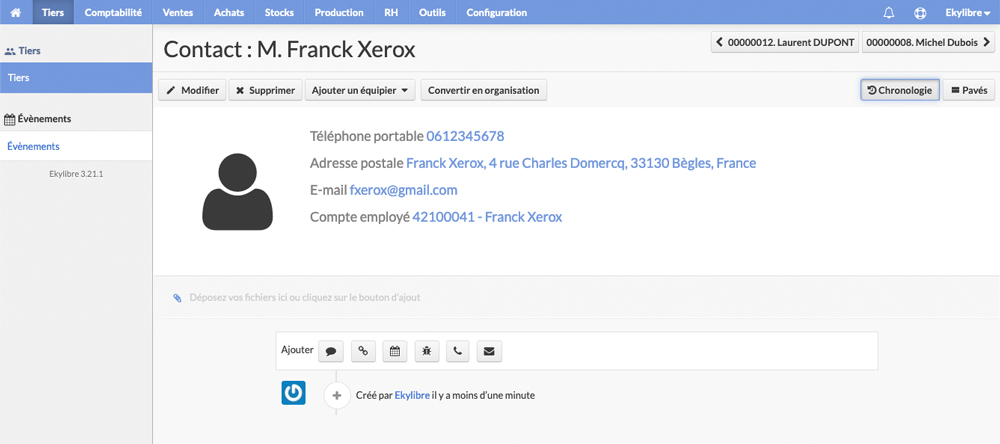 Tiers Comptabilité Ventes Achats Stocks Production RH Outils Configuration Ekylibre
Tiers
Tiers
Évènements
Évènements
Ekylibre 3.21.1
Contact : M. Franck Xerox
00000012. Laurent DUPONT 00000008. Michel Dubois
Modifier Supprimer Ajouter un équipier Convertir en organisation Chronologie Pavés
Téléphone portable 0612345678
Adresse postale Franck Xerox, 4 rue Charles Domercq, 33130 Bègles, France
E-mail fxerox@gmail.com
Compte employé 42100041 - Franck Xerox
Déposez vos fichiers ici ou cliquez sur le bouton d'ajout
Ajouter
Créé par Ekylibre il y a moins d'une minute